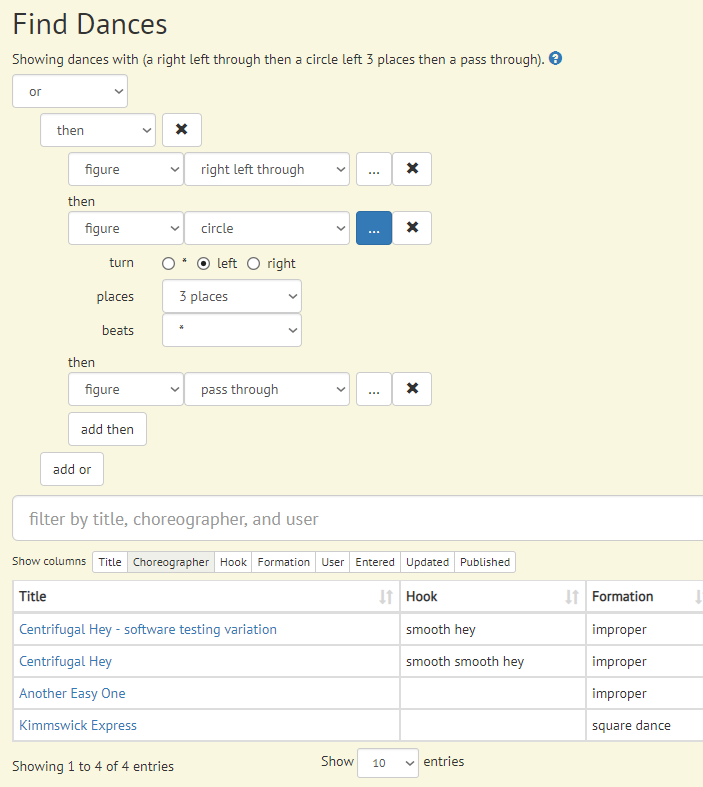 Find Dances
Showing dances with (a right left through then a circle left 3 places then a pass through). ?
or
then ✖
figure right left through ... ✖
then
figure circle ... ✖
turn * left right
places 3 places
beats *
then
figure pass through ... ✖
add then
add or
filter by title, choreographer, and user
Show columns Title Choreographer Hook Formation User Entered Updated Published
Title Hook Formation
Centrifugal Hey - software testing variation smooth hey improper
Centrifugal Hey smooth smooth hey improper
Another Easy One improper
Kimmswick Express square dance
Showing 1 to 4 of 4 entries Show 10 entries